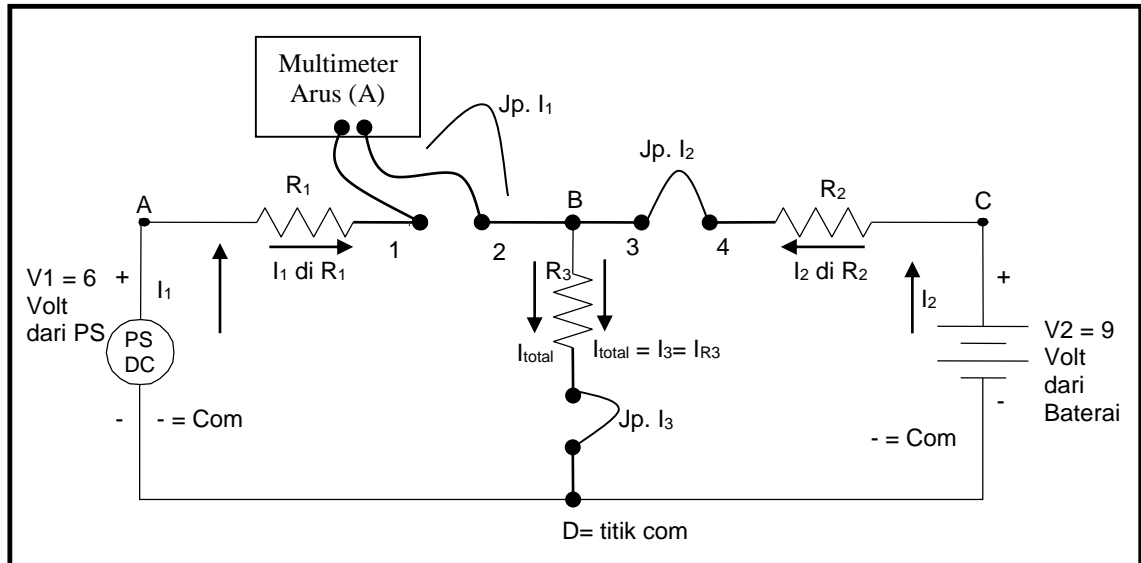 Multimeter
Arus (A)
Jp. I1
Jp. I2
A
R1
B
R2
C
1
2
3
4
I1 di R1
R3
I2 di R2
V1 = 6
Volt
dari PS
+
I1
I2
+
PS
DC
Itotal
Itotal = I3= IR3
V2 = 9
Volt
dari
Baterai
-
- = Com
Jp. I3
-
- = Com
D= titik com